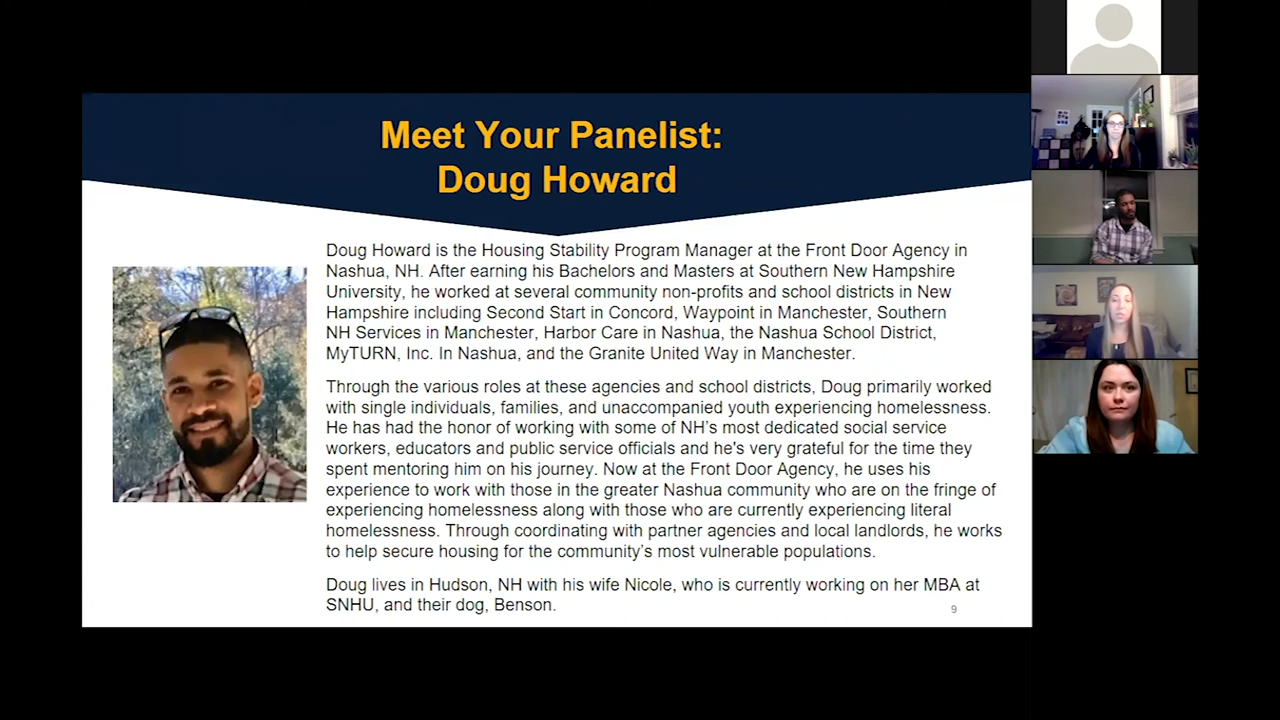 Meet Your Panelist:
Doug Howard
Doug Howard is the Housing Stability Program Manager at the Front Door Agency in
Nashua, NH. After earning his Bachelors and Masters at Southern New Hampshire
University, he worked at several community non-profits and school districts in New
Hampshire including Second Start in Concord, Waypoint in Manchester, Southern
NH Services in Manchester, Harbor Care in Nashua, the Nashua School District,
MyTURN, Inc. In Nashua, and the Granite United Way in Manchester.
Through the various roles at these agencies and school districts, Doug primarily worked
with single individuals, families, and unaccompanied youth experiencing homelessness.
He has had the honor of working with some of NH's most dedicated social service
workers, educators and public service officials and he's very grateful for the time they
spent mentoring him on his journey. Now at the Front Door Agency, he uses his
experience to work with those in the greater Nashua community who are on the fringe of
experiencing homelessness along with those who are currently experiencing literal
homelessness. Through coordinating with partner agencies and local landlords, he works
to help secure housing for the community's most vulnerable populations.
Doug lives in Hudson, NH with his wife Nicole, who is currently working on her MBA at
SNHU, and their dog, Benson.
9